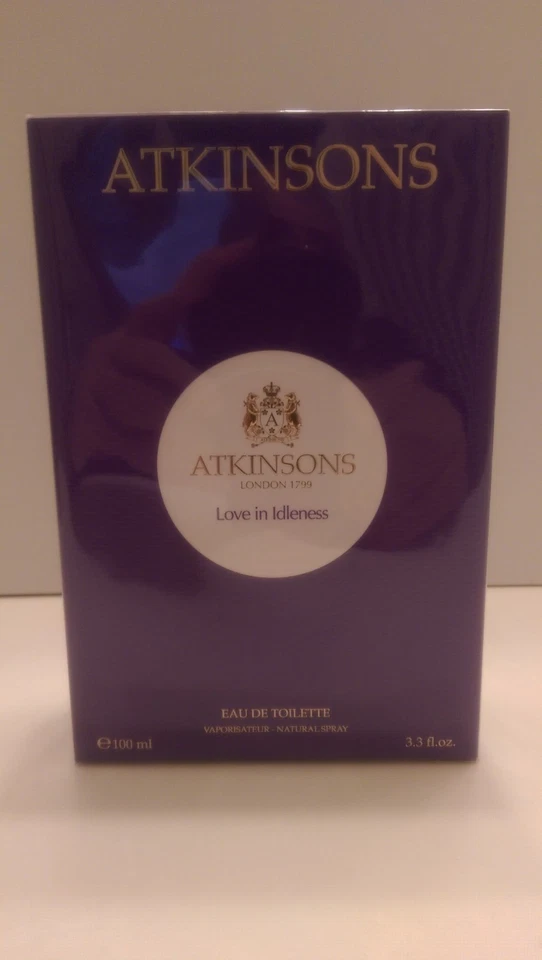 ATKINSONS
A
ATKINSONS
LONDON 1799
Love in Idleness
EAU DE TOILETTE
VAPORISATEUR - NATURAL SPRAY
℮100 ml 3.3 fl.oz.